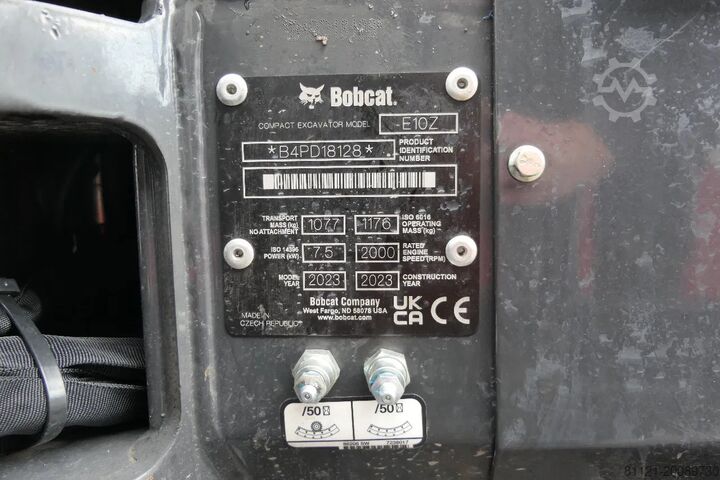 Bobcat.
COMPACT EXCAVATOR MODEL E10Z
*B4PD18128* PRODUCT IDENTIFICATION NUMBER
TRANSPORT MASS (kg) NO ATTACHMENT 1077 1176 ISO 6016 OPERATING MASS (kg)
ISO 14396 POWER (kW) 7.5 2000 RATED ENGINE SPEED (RPM)
MODEL YEAR 2023 2023 CONSTRUCTION YEAR
Bobcat Company
West Fargo, ND 58078 USA
www.bobcat.com
MADE IN CZECH REPUBLIC
UK CA CE
/50 /50
7238017